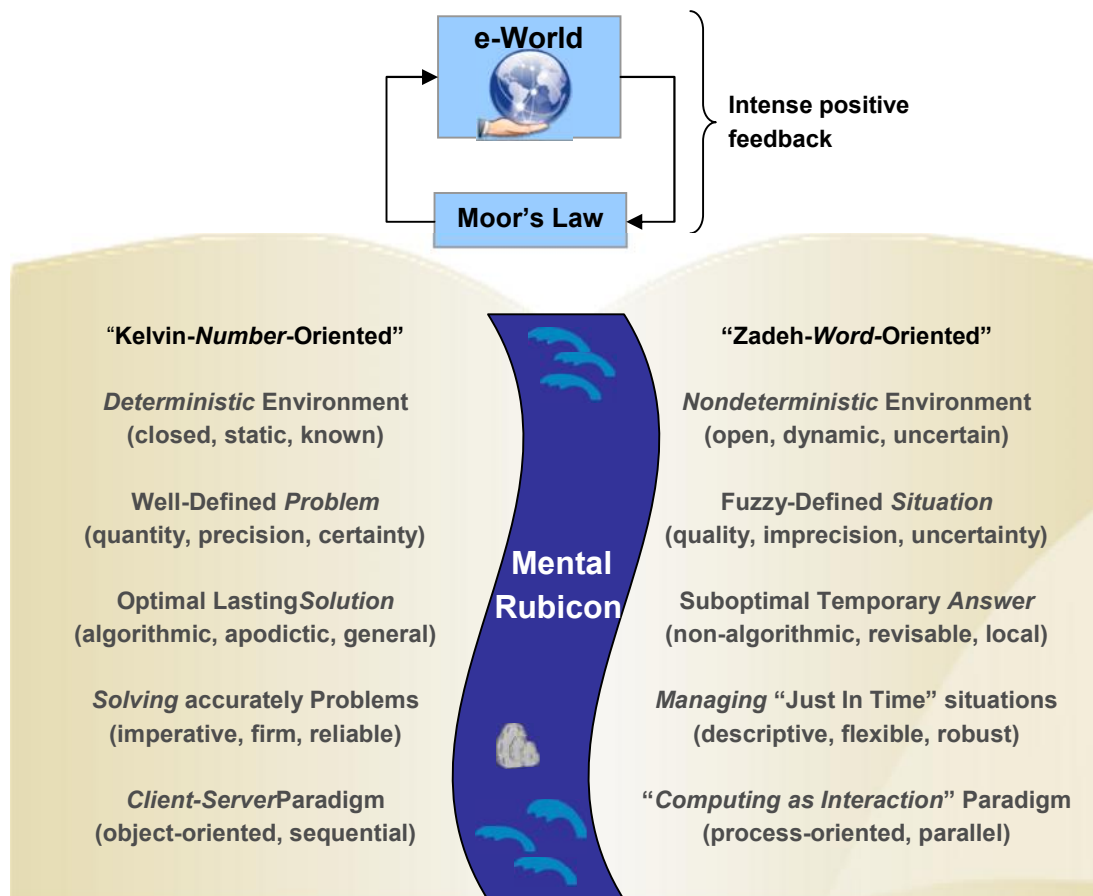 e-World
Intense positive
feedback
Moor’s Law
“Kelvin-Number-Oriented”
Deterministic Environment
(closed, static, known)
Well-Defined Problem
(quantity, precision, certainty)
Optimal LastingSolution
(algorithmic, apodictic, general)
Solving accurately Problems
(imperative, firm, reliable)
Client-ServerParadigm
(object-oriented, sequential)
Mental
Rubicon
“Zadeh-Word-Oriented”
Nondeterministic Environment
(open, dynamic, uncertain)
Fuzzy-Defined Situation
(quality, imprecision, uncertainty)
Suboptimal Temporary Answer
(non-algorithmic, revisable, local)
Managing “Just In Time” situations
(descriptive, flexible, robust)
“Computing as Interaction” Paradigm
(process-oriented, parallel)